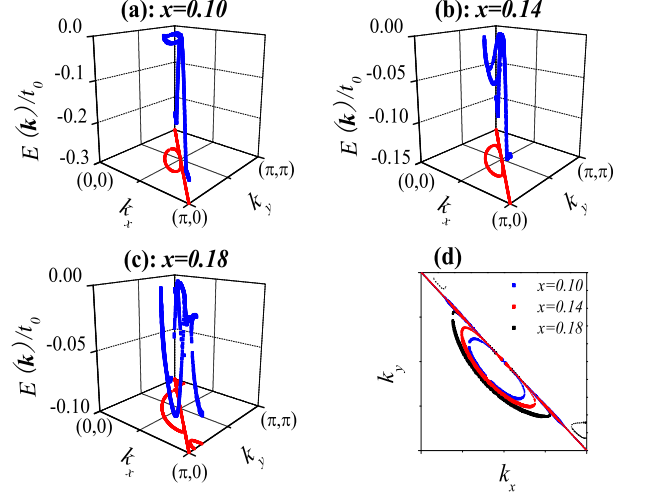 (a): x=0.10
0.0
-0.1
-0.2
-0.3
E (k)/t0
(0,0)
kx
(π,0)
ky
(π,π)
(b): x=0.14
0.00
-0.05
-0.10
-0.15
E (k)/t0
(0,0)
kx
(π,0)
ky
(π,π)
(c): x=0.18
0.00
-0.05
-0.10
E (k)/t0
(0,0)
kx
(π,0)
ky
(π,π)
(d)
x=0.10
x=0.14
x=0.18
ky
kx